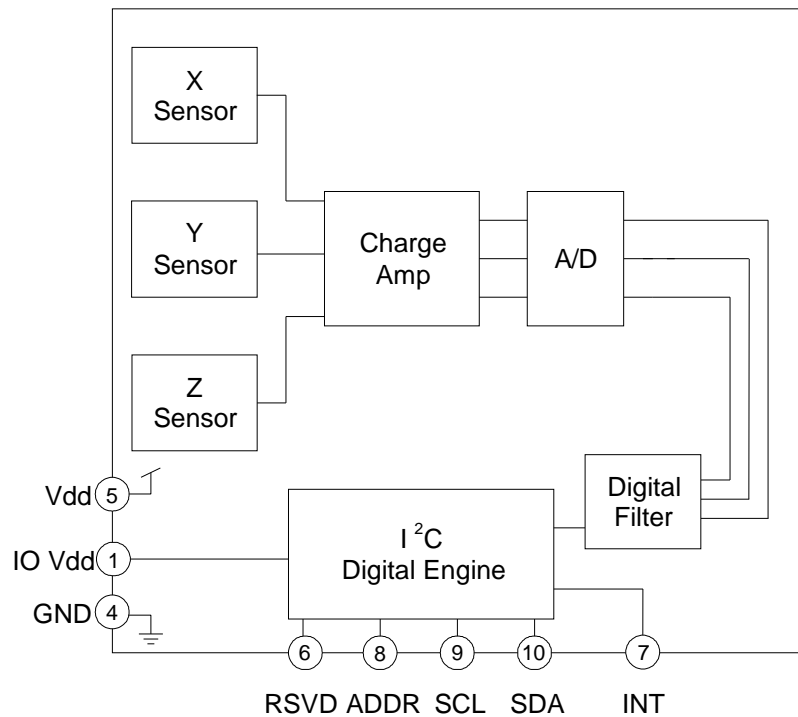 X
Sensor
Y
Sensor
Charge
Amp
A/D
Z
Sensor
Vdd 5
Digital
Filter
I 2C
Digital Engine
IO Vdd 1
GND 4
6 8 9 10 7
RSVD ADDR SCL SDA INT